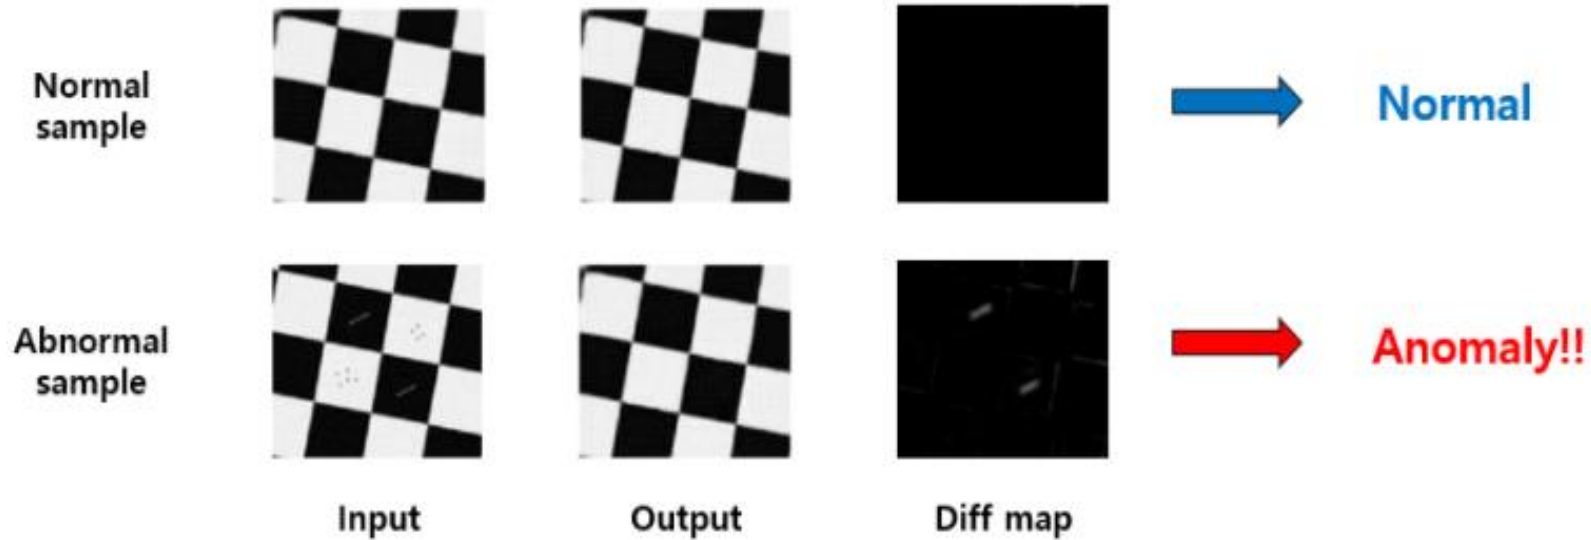 Normal
sample
Normal
Abnormal
sample
Anomaly!!
Input
Output
Diff map